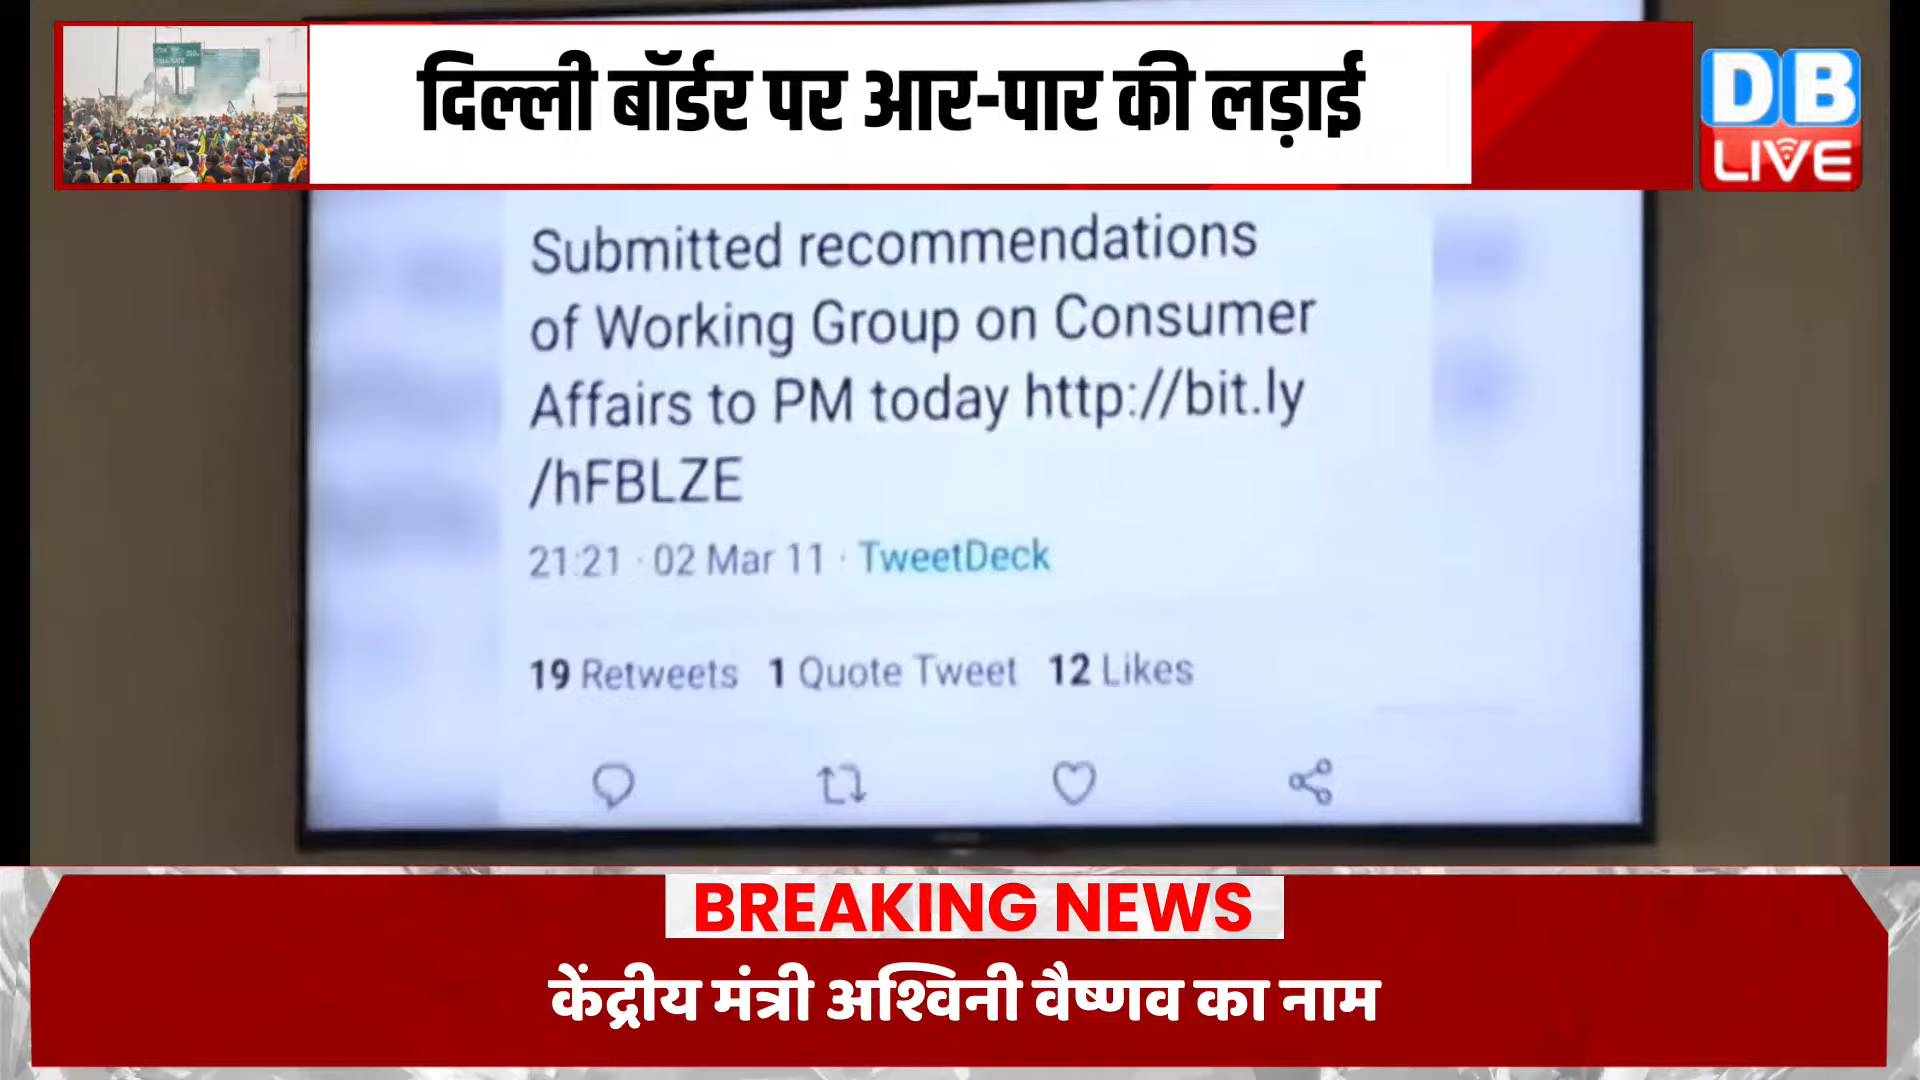 दिल्ली बॉर्डर पर आर-पार की लड़ाई
DB
LIVE
Submitted recommendations
of Working Group on Consumer
Affairs to PM today http://bit.ly
/hFBLZE
21:21 · 02 Mar 11 · TweetDeck
19 Retweets 1 Quote Tweet 12 Likes
BREAKING NEWS
केंद्रीय मंत्री अश्विनी वैष्णव का नाम